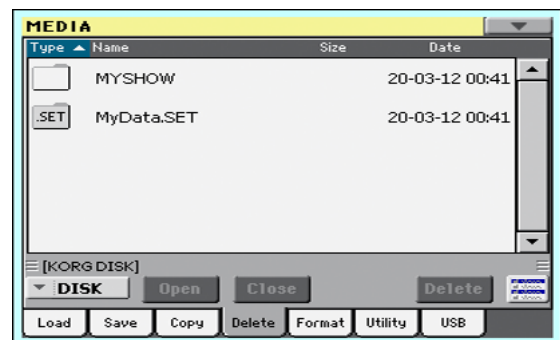 MEDIA
Type Name Size Date
MYSHOW 20-03-12 00:41
.SET MyData.SET 20-03-12 00:41
[KORG DISK]
DISK Open Close Delete
Load Save Copy Delete Format Utility USB